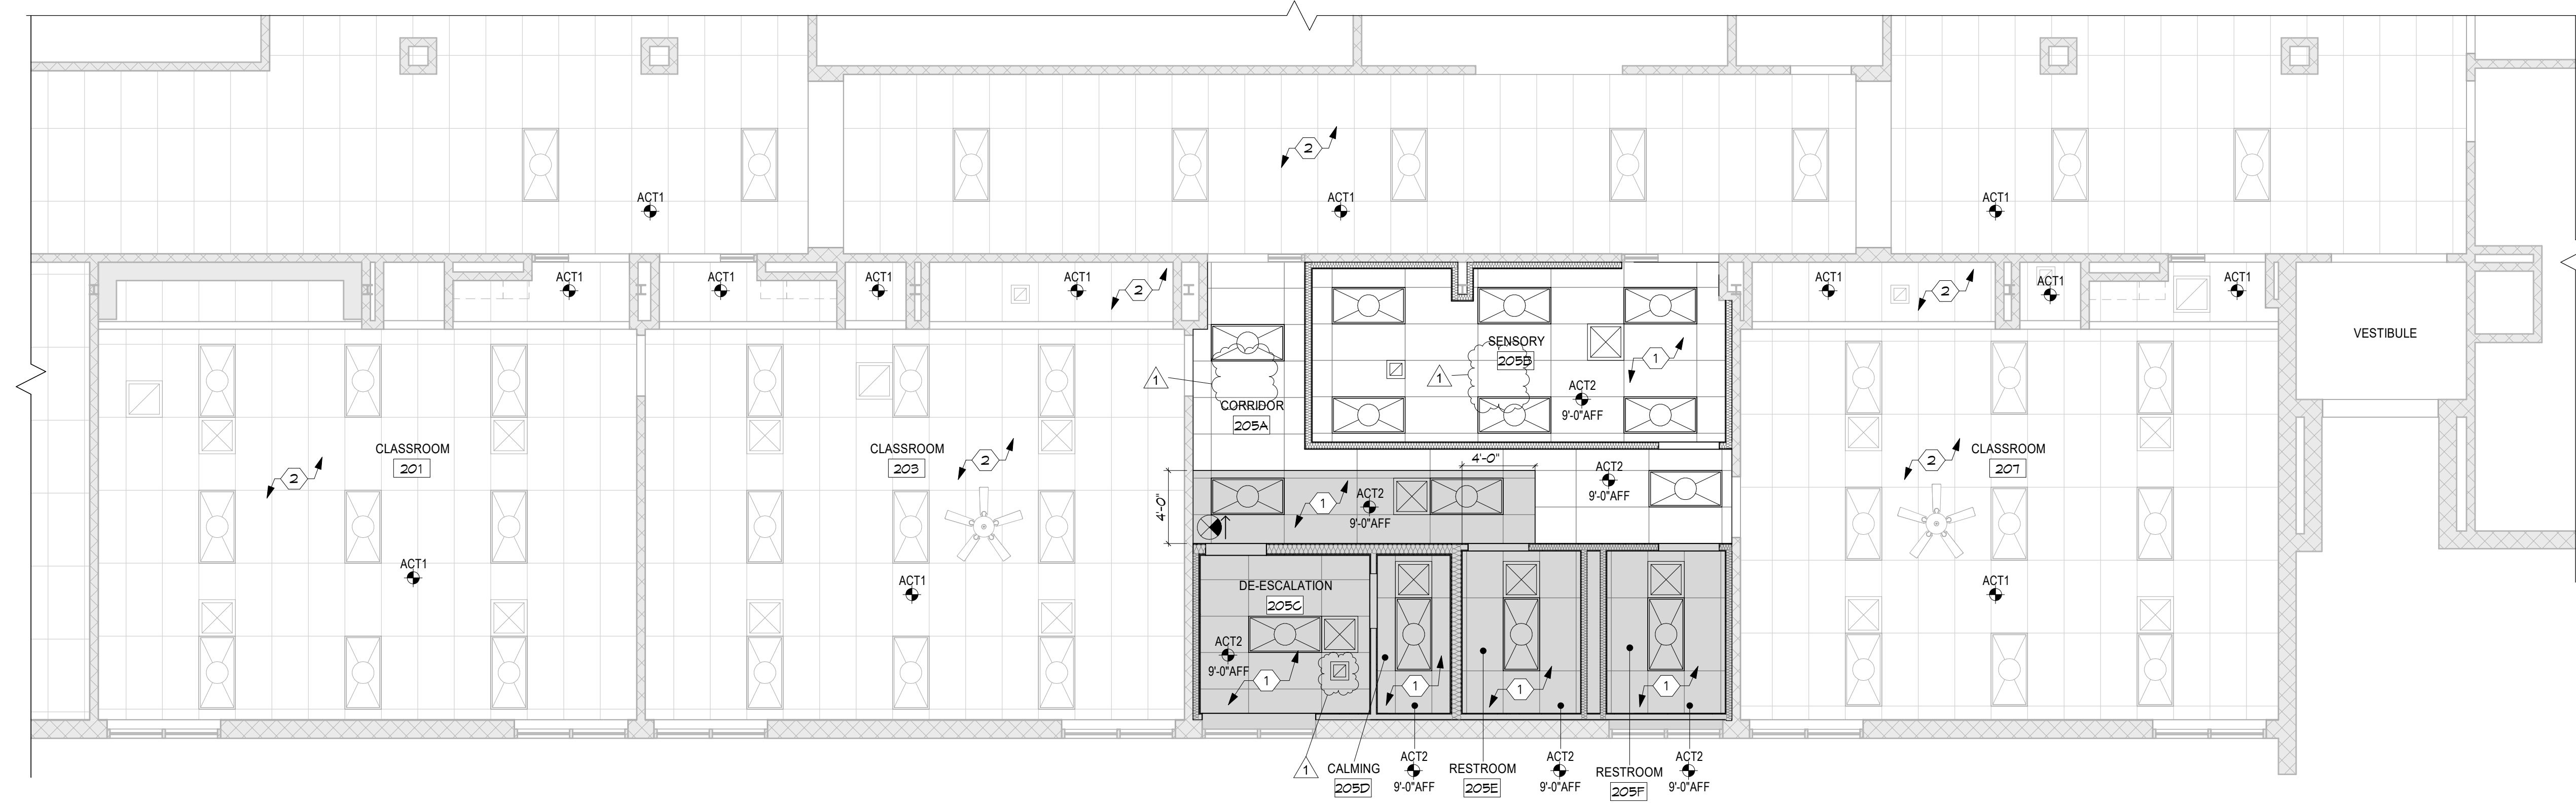 2
ACT1
ACT1
ACT1
ACT1
ACT1
ACT1
ACT1
2
ACT1
2
ACT1
ACT1
VESTIBULE
SENSORY
205B
1
1
1
ACT2
9'-0"AFF
CORRIDOR
205A
CLASSROOM
201
2
CLASSROOM
203
2
CLASSROOM
207
2
4'-0"
4'-0"
ACT2
9'-0"AFF
1
ACT2
9'-0"AFF
ACT1
ACT1
ACT1
DE-ESCALATION
205C
ACT2
9'-0"AFF
1
1
1
1
1
CALMING
205D
ACT2
9'-0"AFF
RESTROOM
205E
ACT2
9'-0"AFF
RESTROOM
205F
ACT2
9'-0"AFF